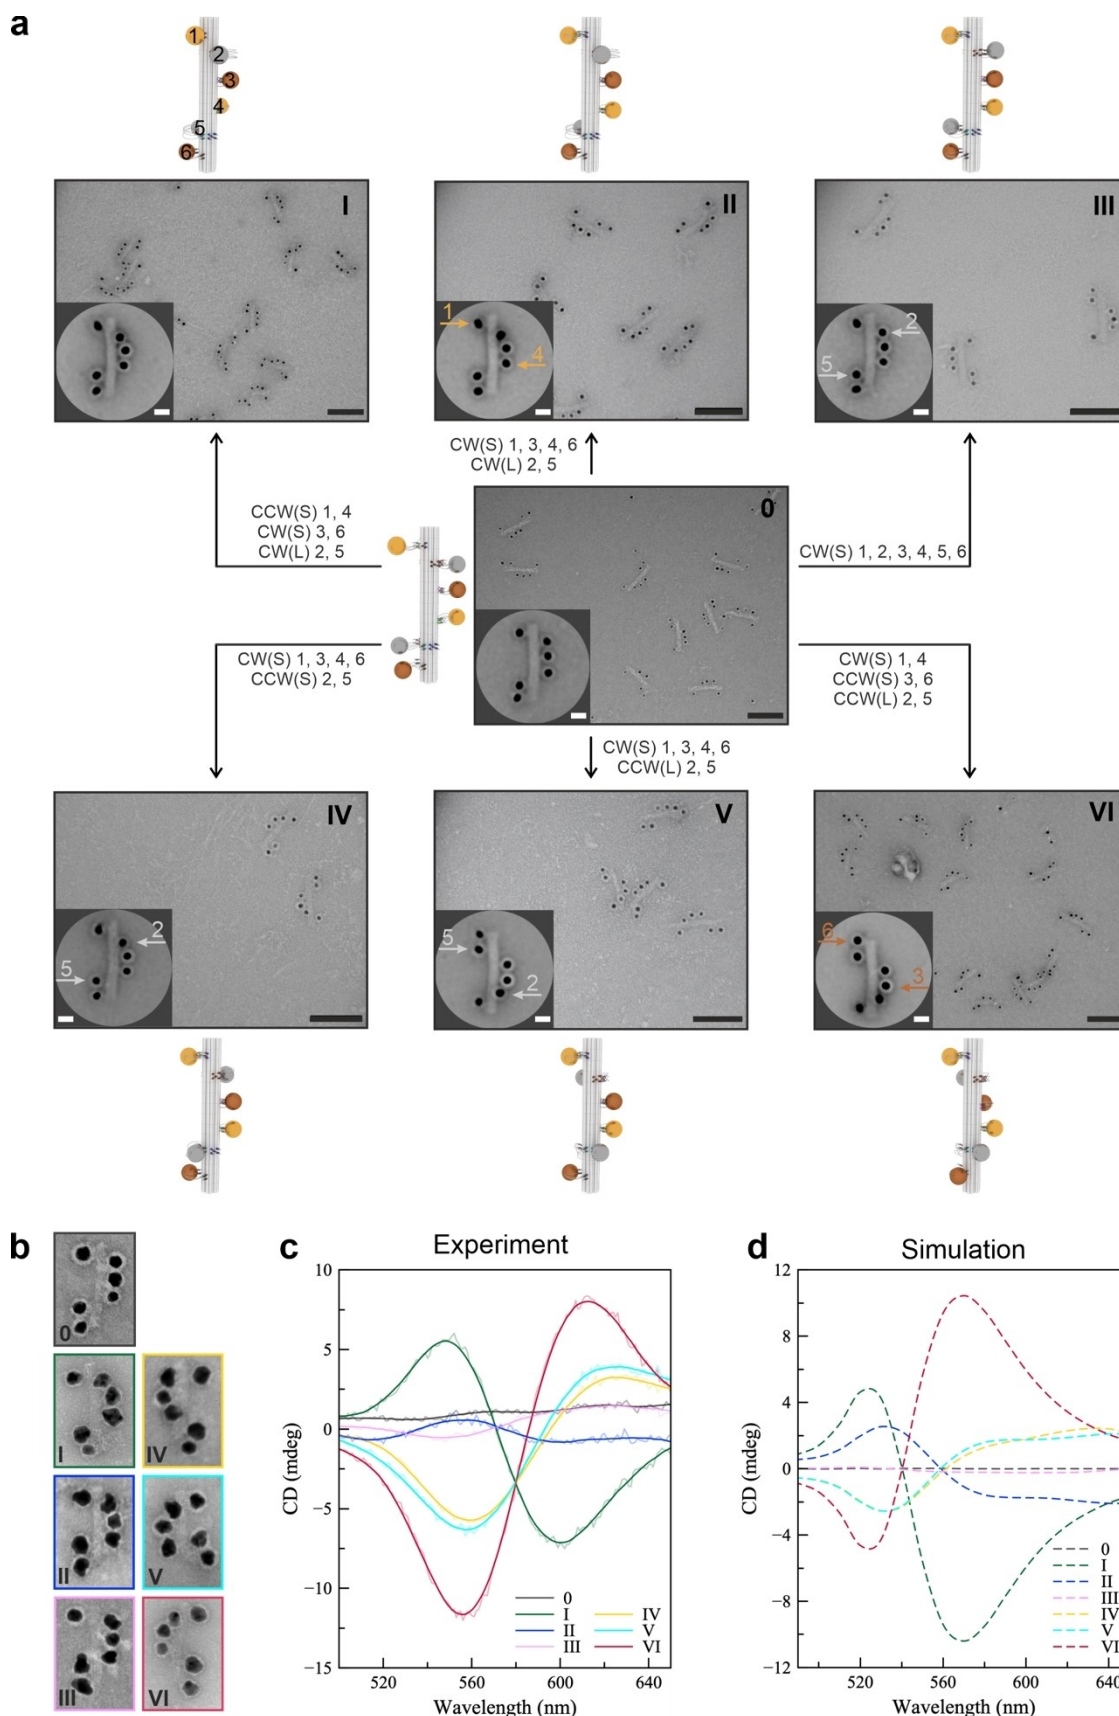 a
1
2
3
4
5
6
I
II
1
4
III
2
5
CCW(S) 1, 4
CW(S) 3, 6
CW(L) 2, 5
CW(S) 1, 3, 4, 6
CW(L) 2, 5
0
CW(S) 1, 2, 3, 4, 5, 6
CW(S) 1, 3, 4, 6
CCW(S) 2, 5
CW(S) 1, 3, 4, 6
CCW(L) 2, 5
CW(S) 1, 4
CCW(S) 3, 6
CCW(L) 2, 5
IV
2
5
V
5
2
VI
6
3
b
0
I
IV
II
V
III
VI
c
Experiment
10
5
0
−5
−10
−15
CD (mdeg)
520
560
600
640
Wavelength (nm)
0
I
II
III
IV
V
VI
d
Simulation
12
8
4
0
−4
−8
−12
CD (mdeg)
520
560
600
640
Wavelength (nm)
0
I
II
III
IV
V
VI